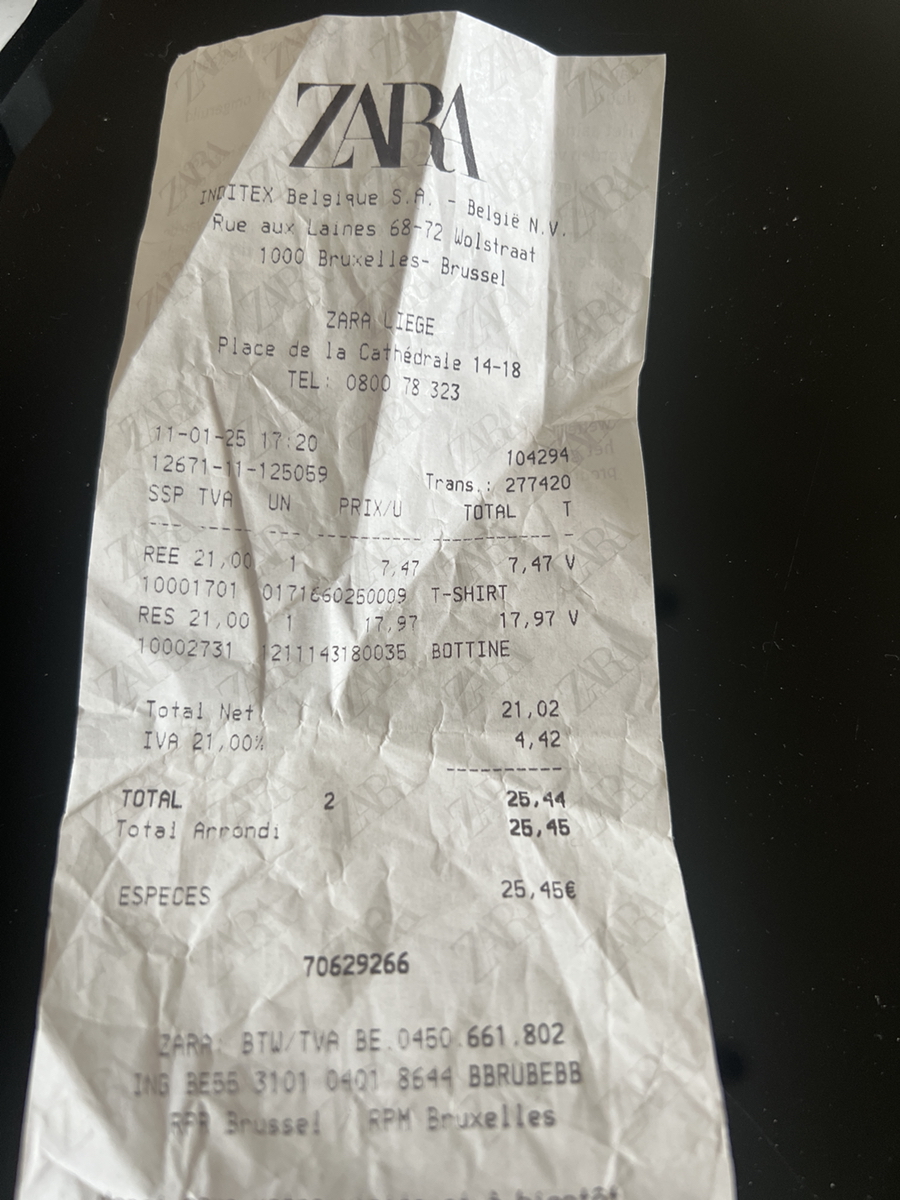 ZARA
INDITEX Belgique S.A. - België N.V.
Rue aux Laines 68-72 Wolstraat
1000 Bruxelles- Brussel
ZARA LIEGE
Place de la Cathédrale 14-18
TEL: 0800 78 323
11-01-25 17:20 104294
12671-11-125059 Trans.: 277420
SSP TVA UN PRIX/U TOTAL T
REE 21,00 1 7,47 7,47 V
10001701 0171660250009 T-SHIRT
RES 21,00 1 17,97 17,97 V
10002731 1211143180035 BOTTINE
Total Net 21,02
IVA 21,00% 4,42
TOTAL 2 25,44
Total Arrondi 25,45
ESPECES 25,45€
70629266
ZARA: BTW/TVA BE.0450.661.802
ING BE55 3101 0401 8644 BBRUBEBB
RPR Brussel / RPM Bruxelles
à bientôt